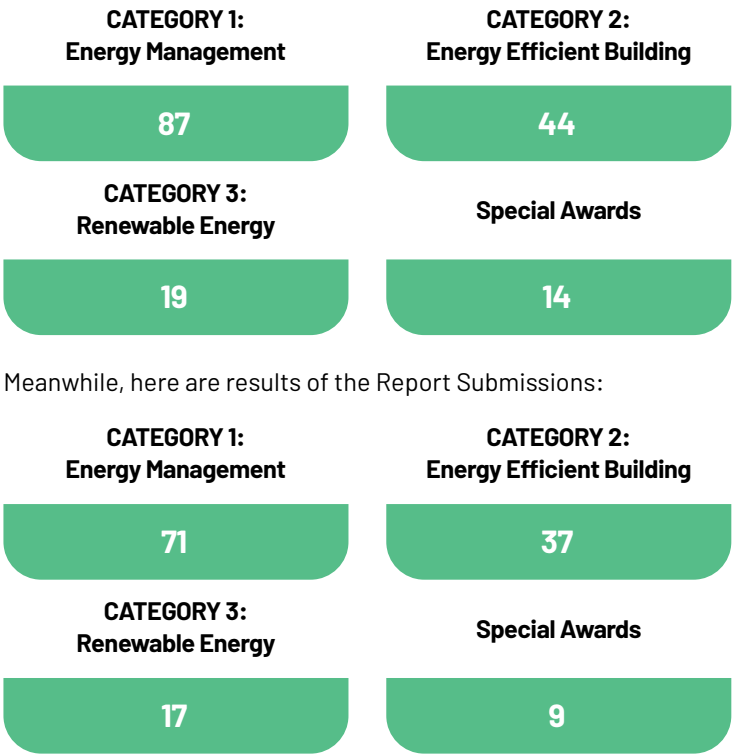 CATEGORY 1:
Energy Management
87
CATEGORY 2:
Energy Efficient Building
44
CATEGORY 3:
Renewable Energy
19
Special Awards
14
Meanwhile, here are results of the Report Submissions:
CATEGORY 1:
Energy Management
71
CATEGORY 2:
Energy Efficient Building
37
CATEGORY 3:
Renewable Energy
17
Special Awards
9